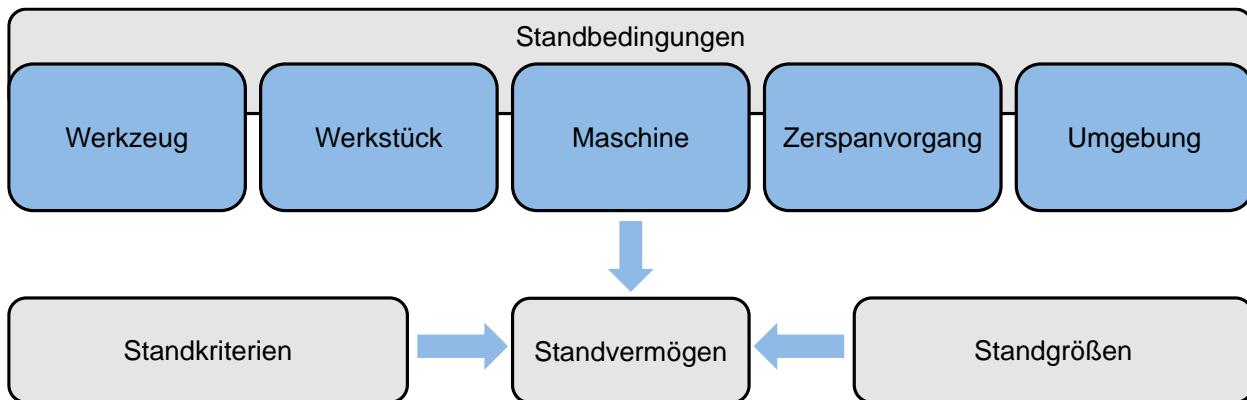 Standbedingungen
Werkzeug
Werkstück
Maschine
Zerspanvorgang
Umgebung
Standkriterien
Standvermögen
Standgrößen